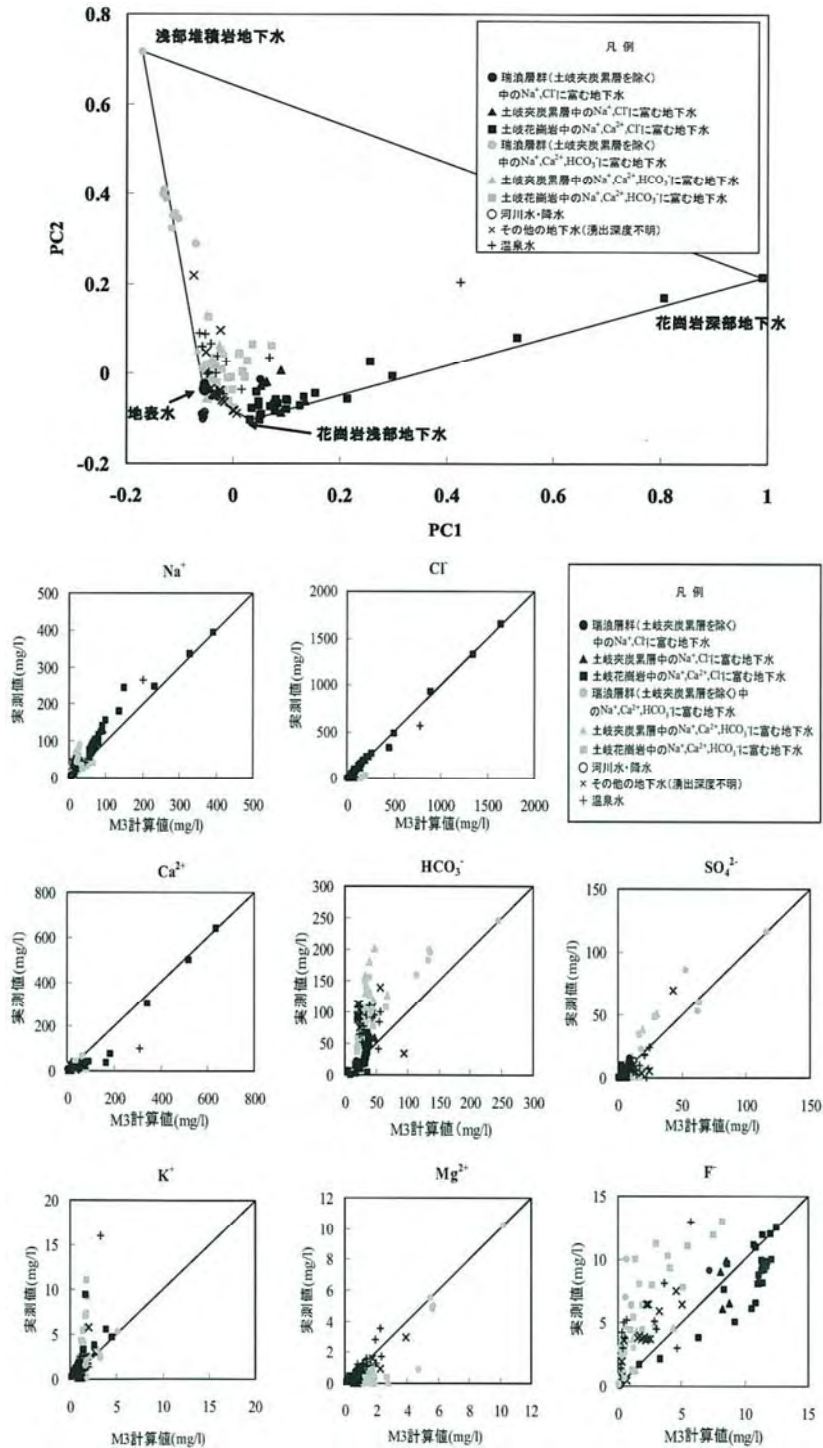 0.8
0.6
0.4
0.2
0
-0.2
PC2
-0.2
0
0.2
0.4
0.6
0.8
1
PC1
浅部堆積岩地下水
地表水
花崗岩浅部地下水
花崗岩深部地下水
凡例
瑞浪層群(土岐夾炭累層を除く)
中のNa⁺,Cl⁻に富む地下水
土岐夾炭累層中のNa⁺,Cl⁻に富む地下水
土岐花崗岩中のNa⁺,Ca²⁺,Cl⁻に富む地下水
瑞浪層群(土岐夾炭累層を除く)
中のNa⁺,Ca²⁺,HCO₃⁻に富む地下水
土岐夾炭累層中のNa⁺,Ca²⁺,HCO₃⁻に富む地下水
土岐花崗岩中のNa⁺,Ca²⁺,HCO₃⁻に富む地下水
河川水・降水
その他の地下水(湧出深度不明)
温泉水
Na⁺
500
400
300
200
100
0
実測値(mg/l)
0 100 200 300 400 500
M3計算値(mg/l)
Cl⁻
2000
1500
1000
500
0
実測値(mg/l)
0 500 1000 1500 2000
M3計算値(mg/l)
凡例
瑞浪層群(土岐夾炭累層を除く)
中のNa⁺,Cl⁻に富む地下水
土岐夾炭累層中のNa⁺,Cl⁻に富む地下水
土岐花崗岩中のNa⁺,Ca²⁺,Cl⁻に富む地下水
瑞浪層群(土岐夾炭累層を除く)中
のNa⁺,Ca²⁺,HCO₃⁻に富む地下水
土岐夾炭累層中のNa⁺,Ca²⁺,HCO₃⁻に富む地下水
土岐花崗岩中のNa⁺,Ca²⁺,HCO₃⁻に富む地下水
河川水・降水
その他の地下水(湧出深度不明)
温泉水
Ca²⁺
800
600
400
200
0
実測値(mg/l)
0 200 400 600 800
M3計算値(mg/l)
HCO₃⁻
300
250
200
150
100
50
0
実測値(mg/l)
0 50 100 150 200 250 300
M3計算値(mg/l)
SO₄²⁻
150
100
50
0
実測値(mg/l)
0 50 100 150
M3計算値(mg/l)
K⁺
20
15
10
5
0
実測値(mg/l)
0 5 10 15 20
M3計算値(mg/l)
Mg²⁺
12
10
8
6
4
2
0
実測値(mg/l)
0 2 4 6 8 10 12
M3計算値(mg/l)
F⁻
15
10
5
0
実測値(mg/l)
0 5 10 15
M3計算値(mg/l)